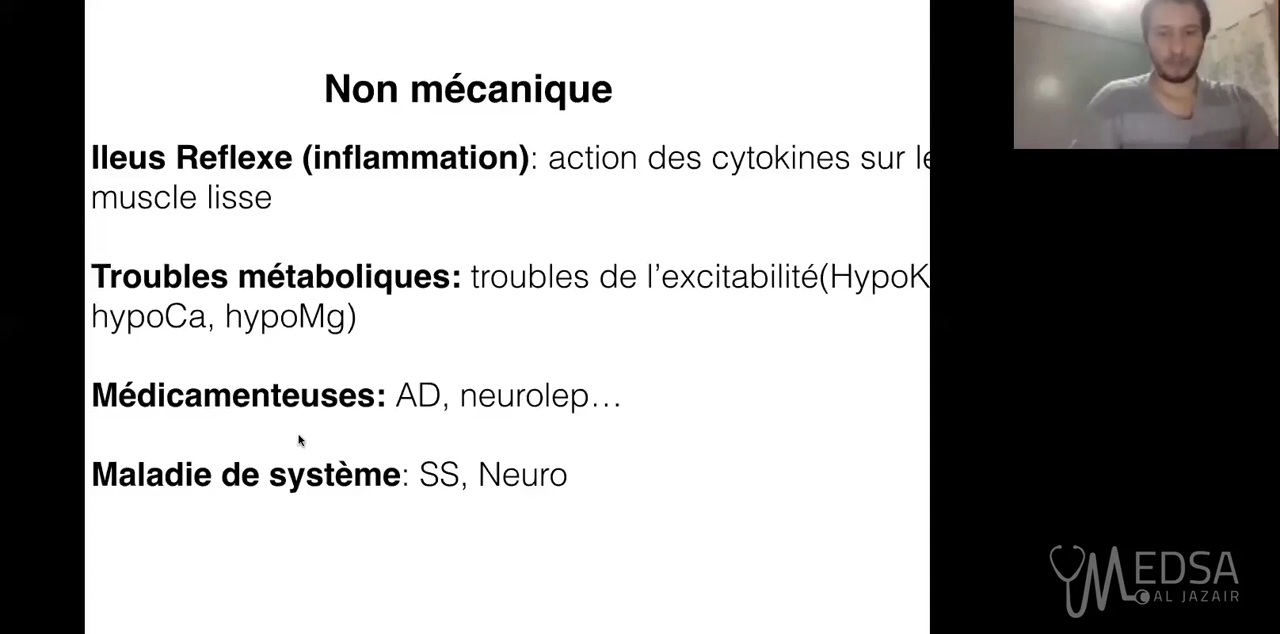 Non mécanique
Ileus Reflexe (inflammation): action des cytokines sur le
muscle lisse
Troubles métaboliques: troubles de l'excitabilité(HypoK
hypoCa, hypoMg)
Médicamenteuses: AD, neurolep...
Maladie de système: SS, Neuro
MEDSA
AL JAZAIR